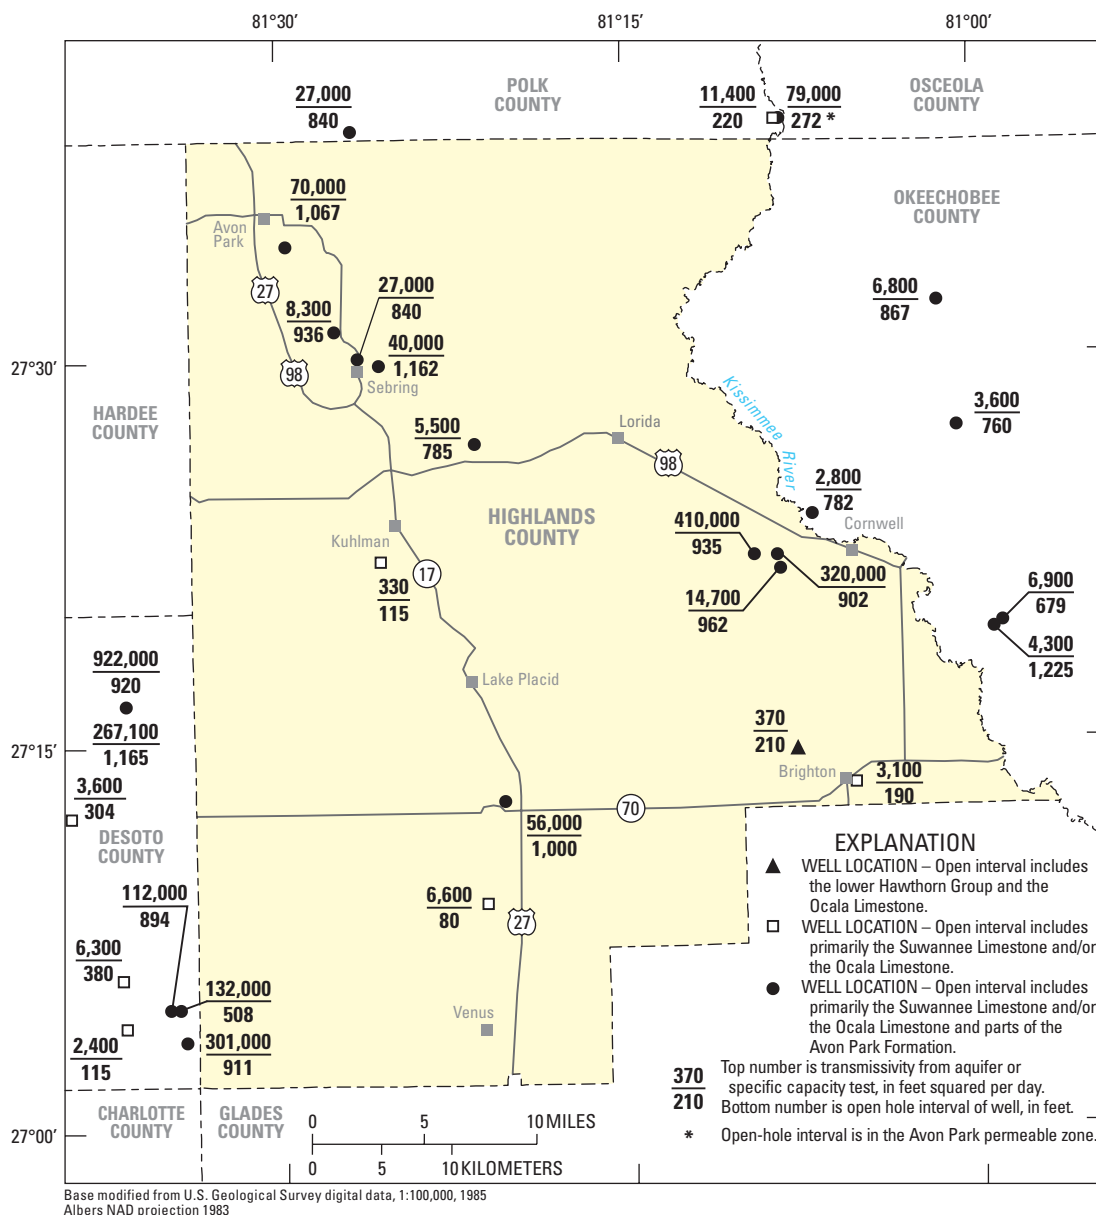 81°30′
81°15′
81°00′
27,000
840
POLK
COUNTY
11,400
220
79,000
272 *
OSCEOLA
COUNTY
70,000
1,067
Avon
Park
OKEECHOBEE
COUNTY
27
8,300
936
27,000
840
6,800
867
40,000
1,162
27°30′
98
Sebring
Kissimmee River
HARDEE
COUNTY
5,500
785
Lorida
3,600
760
98
2,800
782
HIGHLANDS
COUNTY
410,000
935
Cornwell
Kuhlman
17
330
115
320,000
902
14,700
962
6,900
679
4,300
1,225
922,000
920
Lake Placid
267,100
1,165
27°15′
370
210
Brighton
3,100
190
3,600
304
70
DESOTO
COUNTY
56,000
1,000
112,000
894
6,600
80
27
6,300
380
132,000
508
Venus
2,400
115
301,000
911
EXPLANATION
WELL LOCATION – Open interval includes
the lower Hawthorn Group and the
Ocala Limestone.
WELL LOCATION – Open interval includes
primarily the Suwannee Limestone and/or
the Ocala Limestone.
WELL LOCATION – Open interval includes
primarily the Suwannee Limestone and/or
the Ocala Limestone and parts of the
Avon Park Formation.
370
210
Top number is transmissivity from aquifer or
specific capacity test, in feet squared per day.
Bottom number is open hole interval of well, in feet.
* Open-hole interval is in the Avon Park permeable zone.
CHARLOTTE
COUNTY
GLADES
COUNTY
27°00′
0 5 10 MILES
0 5 10 KILOMETERS
Base modified from U.S. Geological Survey digital data, 1:100,000, 1985
Albers NAD projection 1983